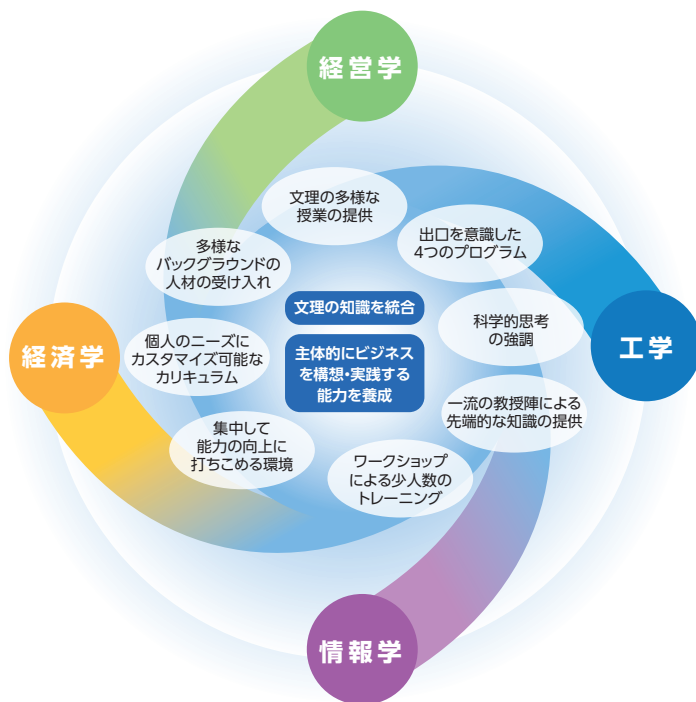 経営学
文理の多様な
授業の提供
出口を意識した
4つのプログラム
多様な
バックグラウンドの
人材の受け入れ
文理の知識を統合
科学的思考
の強調
工学
経済学
個人のニーズに
カスタマイズ可能な
カリキュラム
主体的にビジネス
を構想・実践する
能力を養成
一流の教授陣による
先端的な知識の提供
集中して
能力の向上に
打ちこめる環境
ワークショップ
による少人数の
トレーニング
情報学